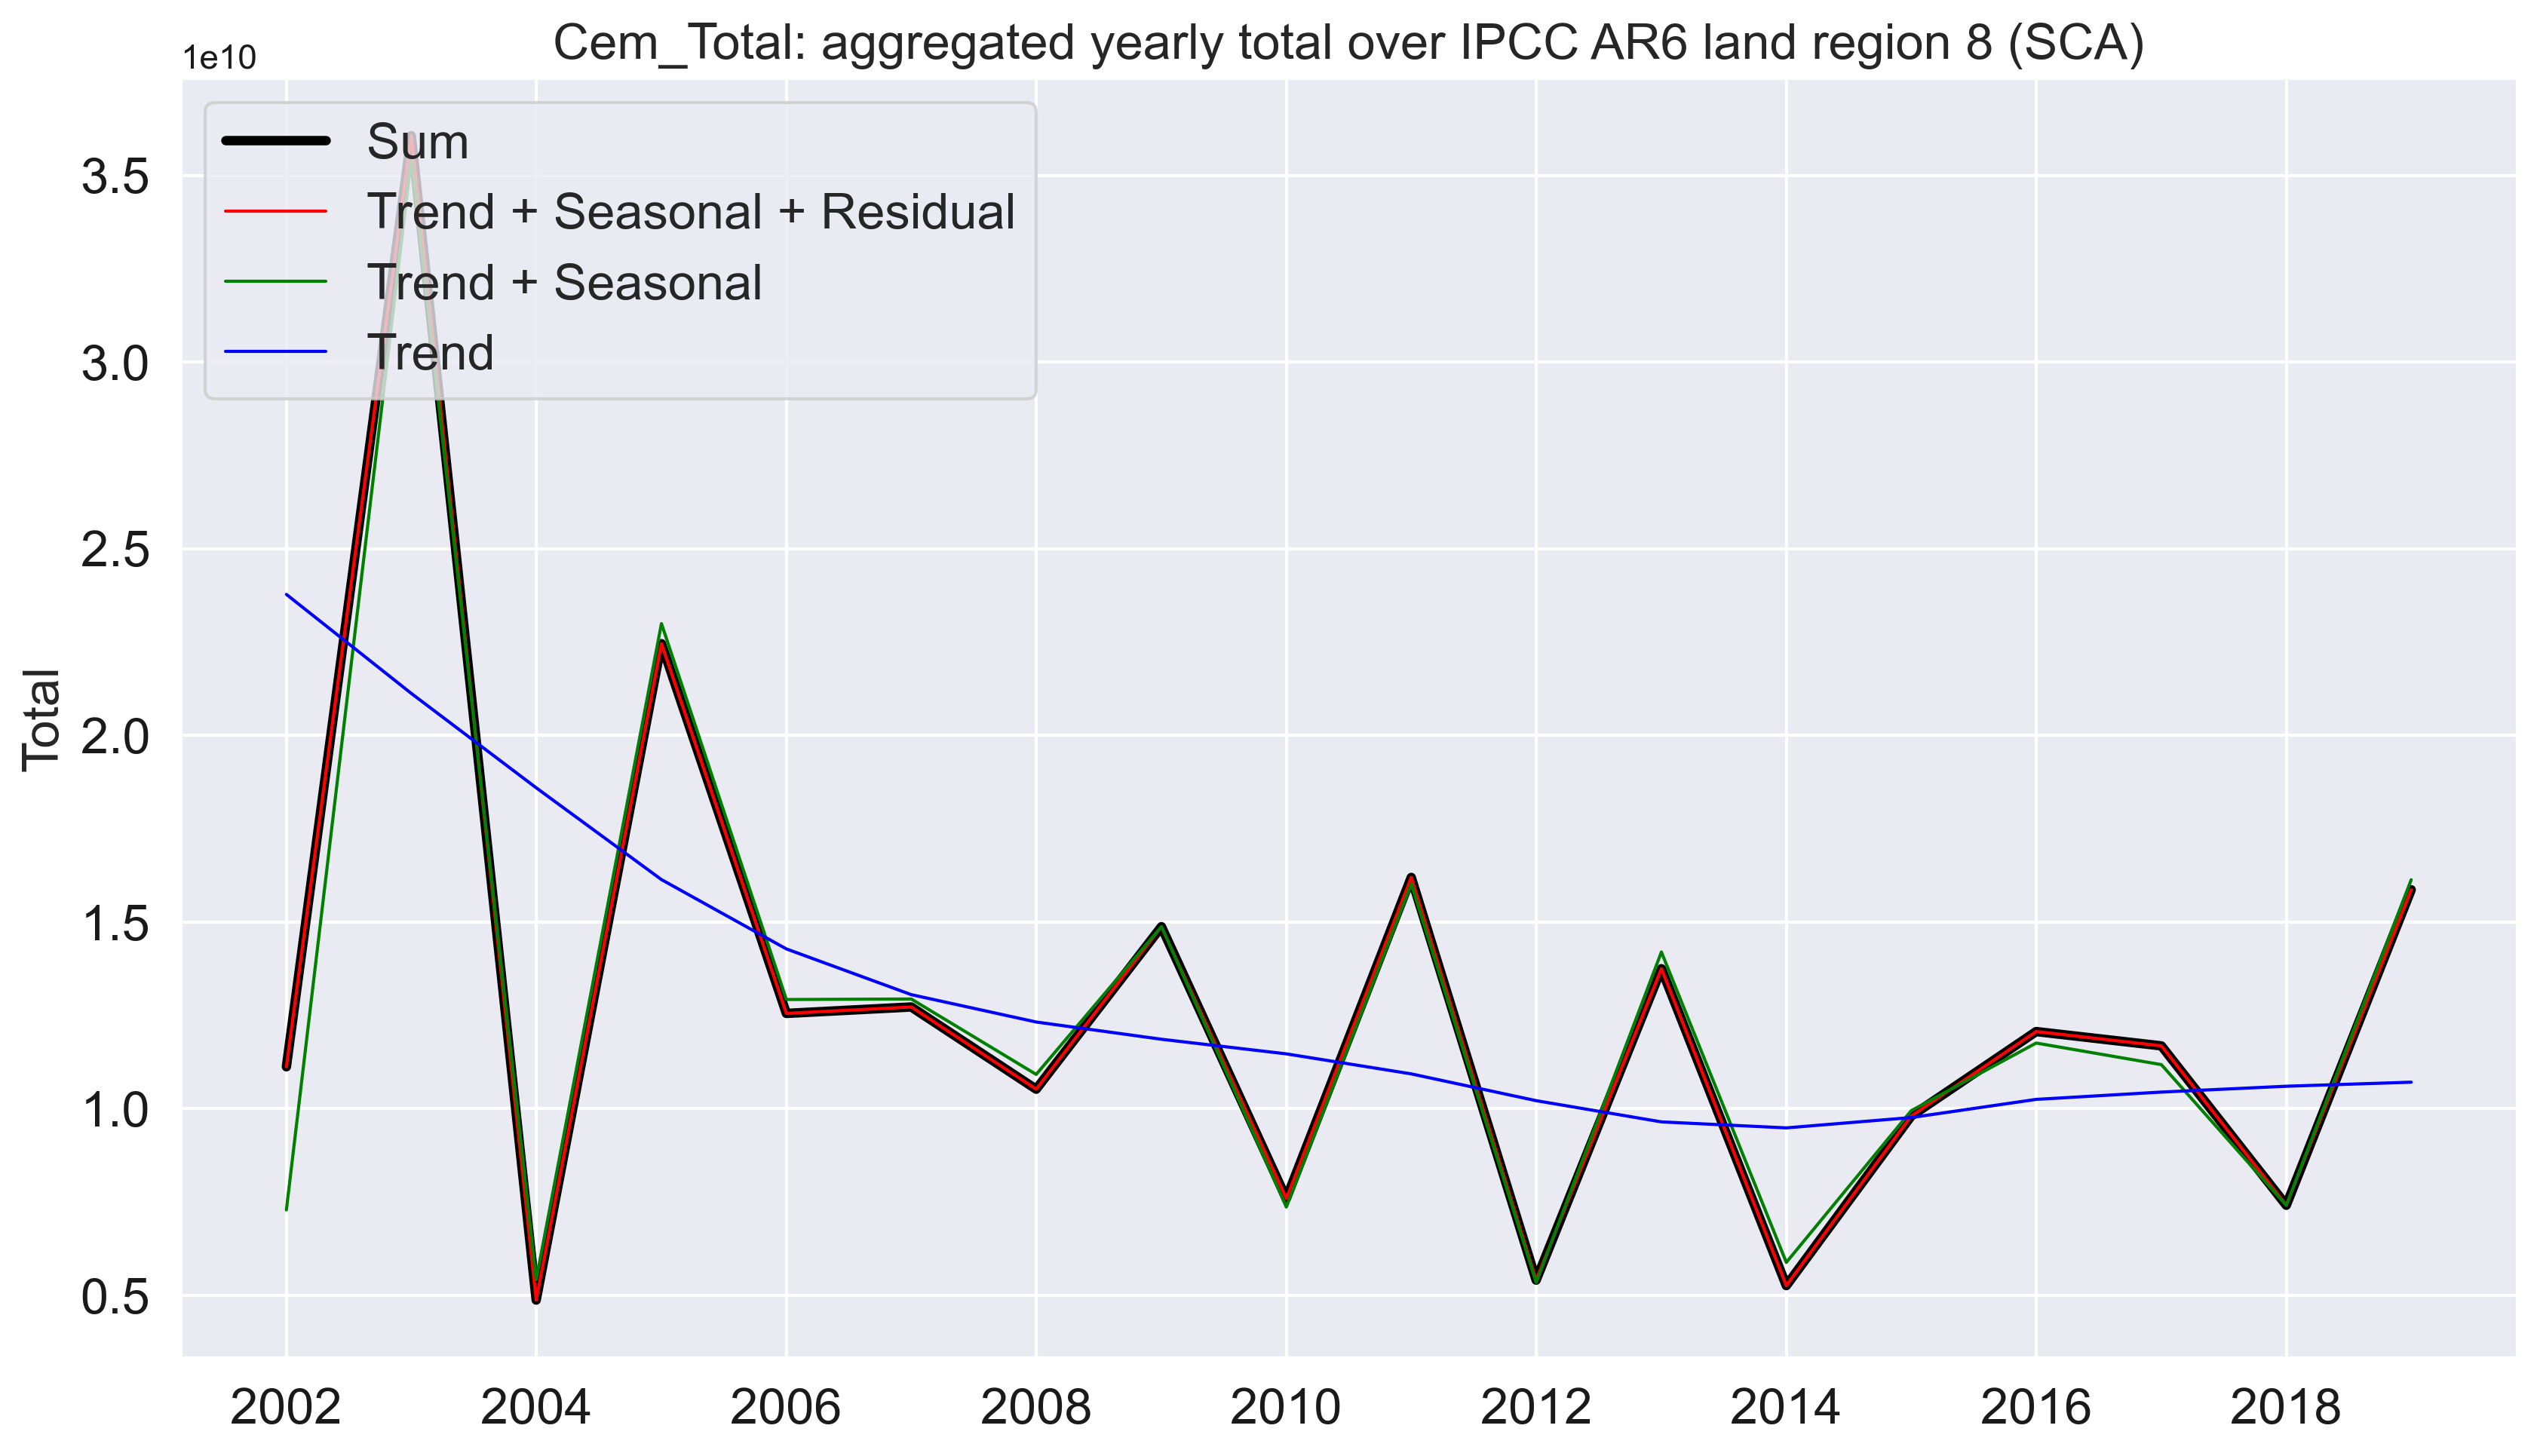 Cem_Total: aggregated yearly total over IPCC AR6 land region 8 (SCA)
1e10
Sum
Trend + Seasonal + Residual
Trend + Seasonal
Trend
3.5
3.0
2.5
2.0
1.5
1.0
0.5
Total
2002 2004 2006 2008 2010 2012 2014 2016 2018